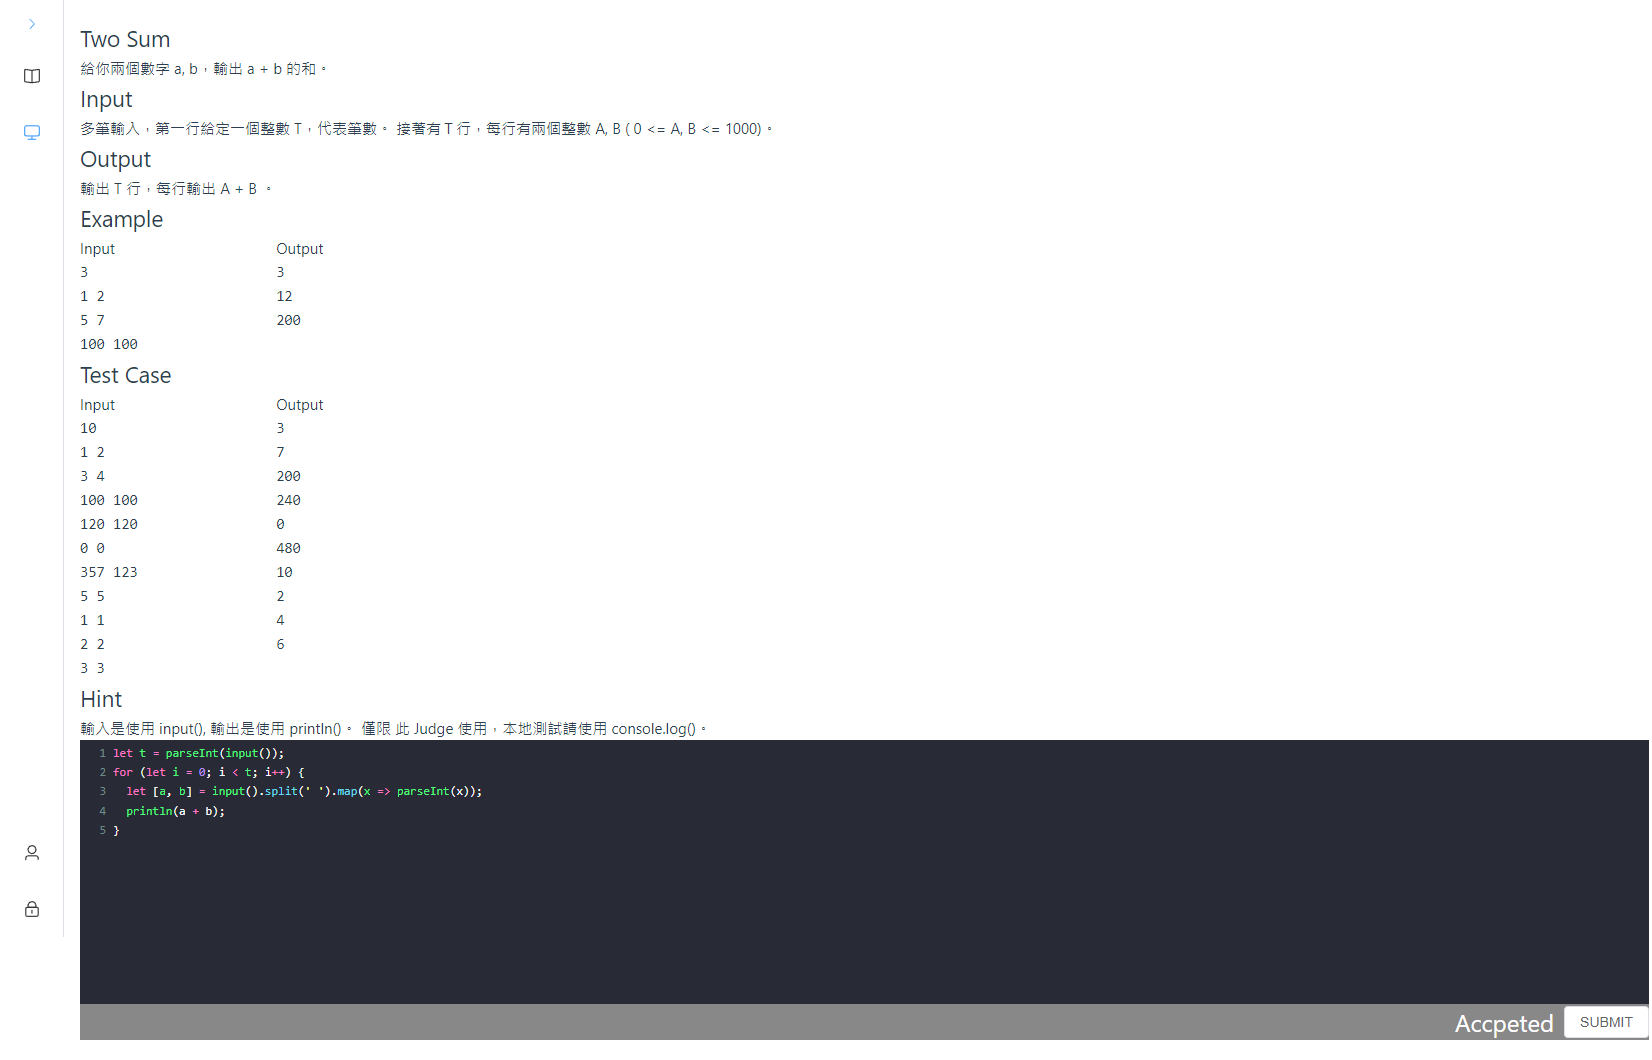 Two Sum
給你兩個數字 a, b，輸出 a + b 的和。
Input
多筆輸入，第一行給定一個整數 T，代表筆數。 接著有 T 行，每行有兩個整數 A, B ( 0 <= A, B <= 1000)。
Output
輸出 T 行，每行輸出 A + B 。
Example
Input Output
3 3
1 2 12
5 7 200
100 100
Test Case
Input Output
10 3
1 2 7
3 4 200
100 100 240
120 120 0
0 0 480
357 123 10
5 5 2
1 1 4
2 2 6
3 3
Hint
輸入是使用 input(), 輸出是使用 println()。 僅限 此 Judge 使用，本地測試請使用 console.log()。
1 let t = parseInt(input());
2 for (let i = 0; i < t; i++) {
3   let [a, b] = input().split(' ').map(x => parseInt(x));
4   println(a + b);
5 }
Accpeted SUBMIT